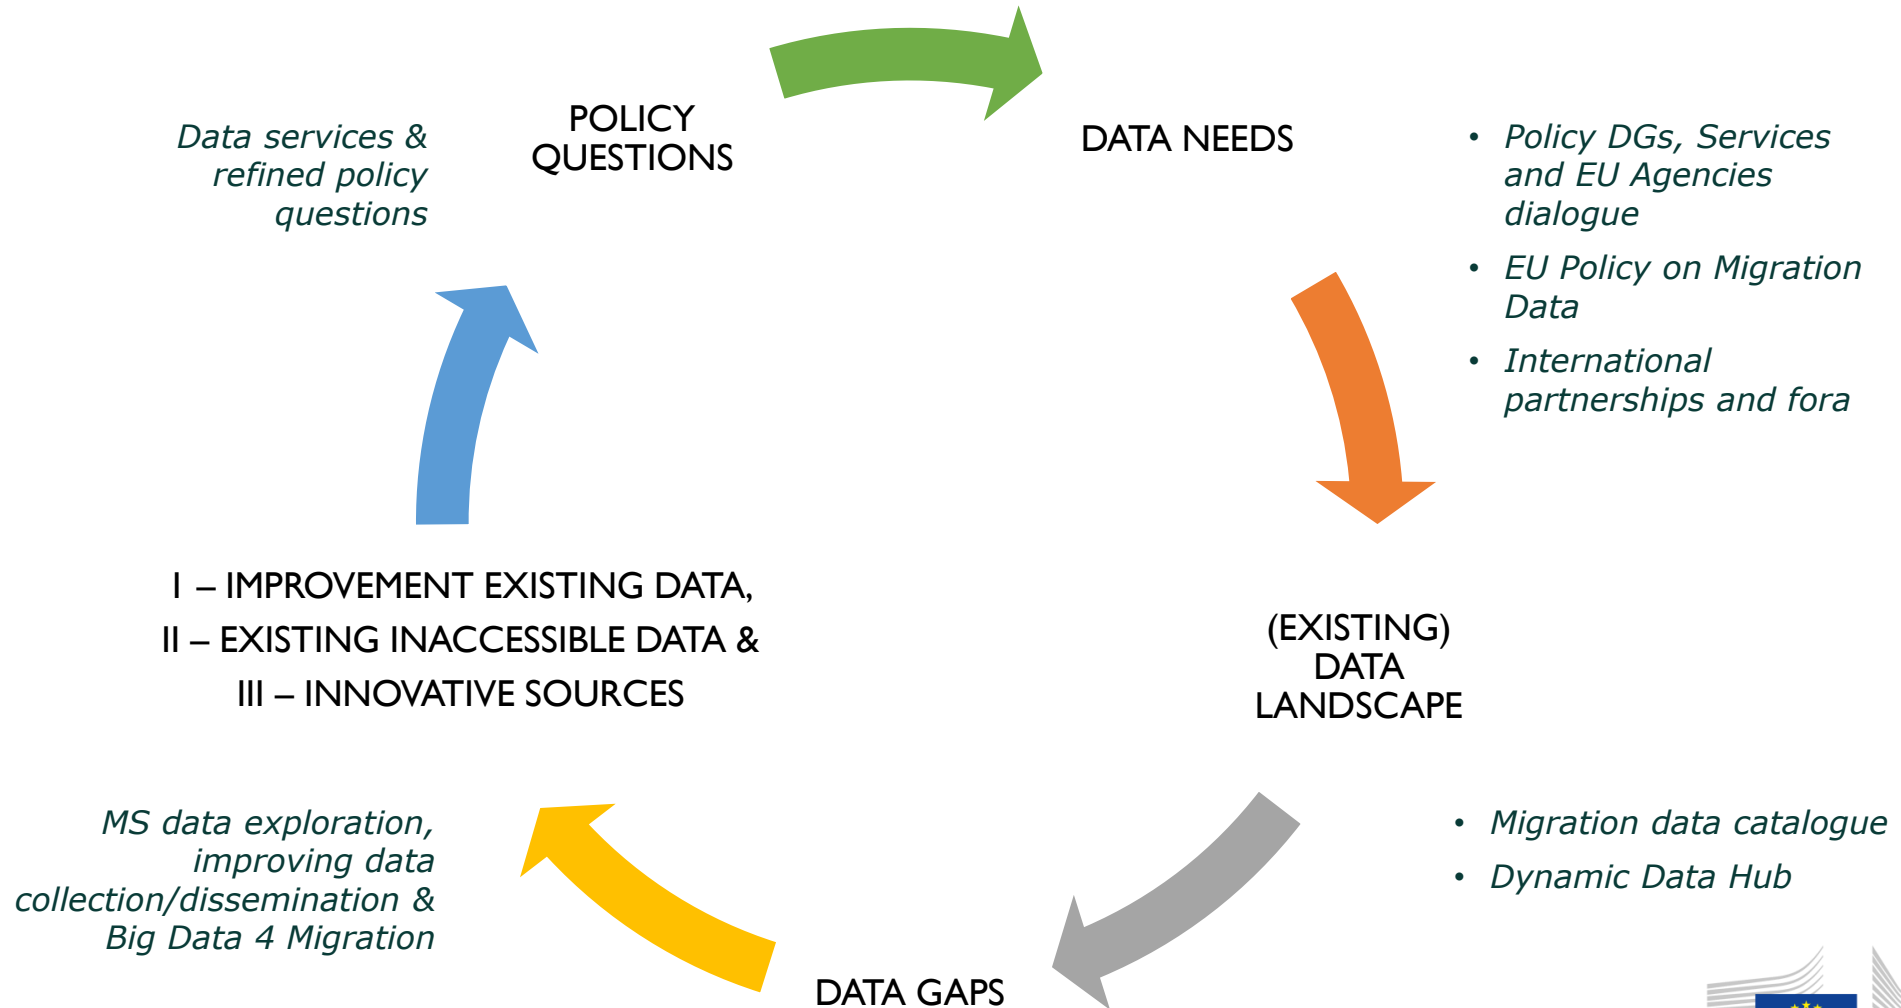 POLICY
QUESTIONS
Data services &
refined policy
questions
DATA NEEDS
• Policy DGs, Services
and EU Agencies
dialogue
• EU Policy on Migration
Data
• International
partnerships and fora
(EXISTING)
DATA
LANDSCAPE
• Migration data catalogue
• Dynamic Data Hub
DATA GAPS
I – IMPROVEMENT EXISTING DATA,
II – EXISTING INACCESSIBLE DATA &
III – INNOVATIVE SOURCES
MS data exploration,
improving data
collection/dissemination &
Big Data 4 Migration